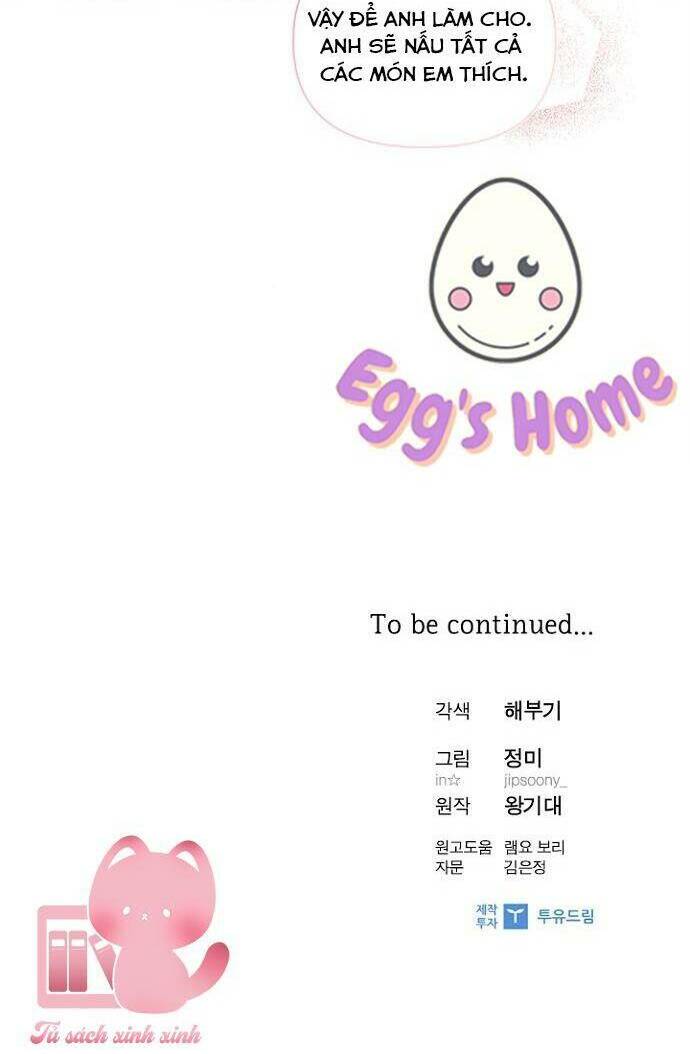 VẬY ĐỂ ANH LÀM CHO.
ANH SẼ NẤU TẤT CẢ
CÁC MÓN EM THÍCH.
Egg's Home
To be continued...
각색 해부기
그림 정미
in☆ jipsoony_
원작 왕기대
원고도움 램요 보리
자문 김은정
제작
투자 투유드림
Tủ sách xinh xinh